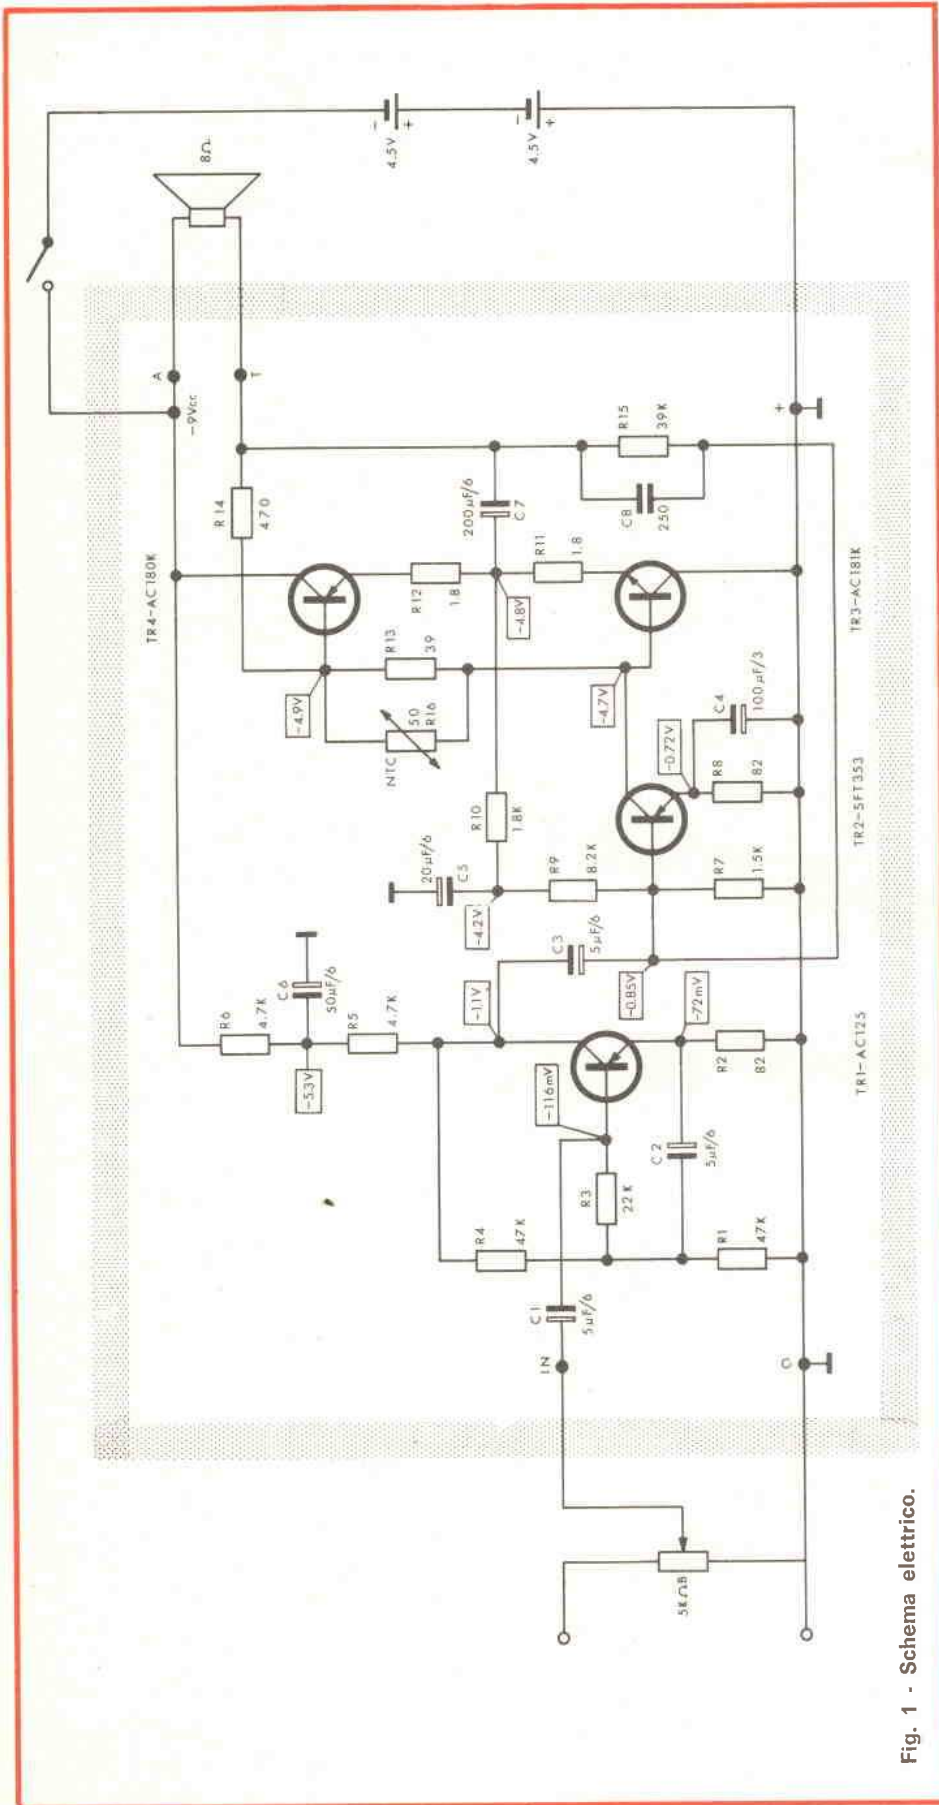 8Ω
4.5V
-
+
4.5V
-
+
A
-9Vcc
T
R14
470
TR4-AC180K
R6
4.7K
C6
50µF/6
-5.3V
R5
4.7K
-4.9V
R13
39
NTC
50
R16
R12
1.8
200µF/6
C7
R11
1.8
-4.8V
C8
250
R15
39K
+
R10
1.8K
20µF/6
C5
-4.2V
R9
8.2K
-4.7V
-0.72V
C4
100µF/3
R8
82
R7
1.5K
C3
5µF/6
-0.85V
-1.1V
-116mV
-72mV
R2
82
C2
5µF/6
R3
22K
R4
47K
R1
47K
C1
5µF/6
IN
5KΩB
TR1-AC125
TR2-SFT353
TR3-AC181K
Fig. 1 - Schema elettrico.